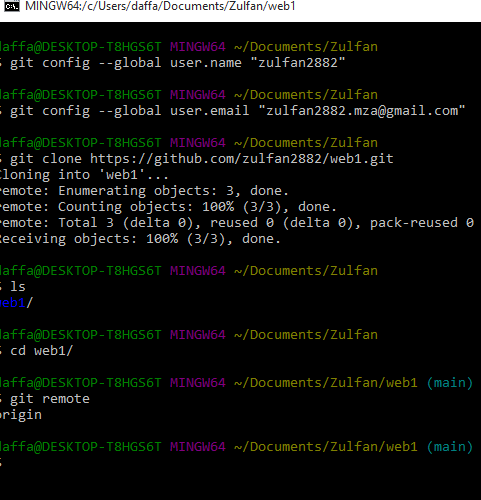 MINGW64:/c/Users/daffa/Documents/Zulfan/web1
daffa@DESKTOP-T8HGS6T MINGW64 ~/Documents/Zulfan
$ git config --global user.name "zulfan2882"
daffa@DESKTOP-T8HGS6T MINGW64 ~/Documents/Zulfan
$ git config --global user.email "zulfan2882.mza@gmail.com"
daffa@DESKTOP-T8HGS6T MINGW64 ~/Documents/Zulfan
$ git clone https://github.com/zulfan2882/web1.git
Cloning into 'web1'...
remote: Enumerating objects: 3, done.
remote: Counting objects: 100% (3/3), done.
remote: Total 3 (delta 0), reused 0 (delta 0), pack-reused 0
Receiving objects: 100% (3/3), done.
daffa@DESKTOP-T8HGS6T MINGW64 ~/Documents/Zulfan
$ ls
web1/
daffa@DESKTOP-T8HGS6T MINGW64 ~/Documents/Zulfan
$ cd web1/
daffa@DESKTOP-T8HGS6T MINGW64 ~/Documents/Zulfan/web1 (main)
$ git remote
origin
daffa@DESKTOP-T8HGS6T MINGW64 ~/Documents/Zulfan/web1 (main)
$